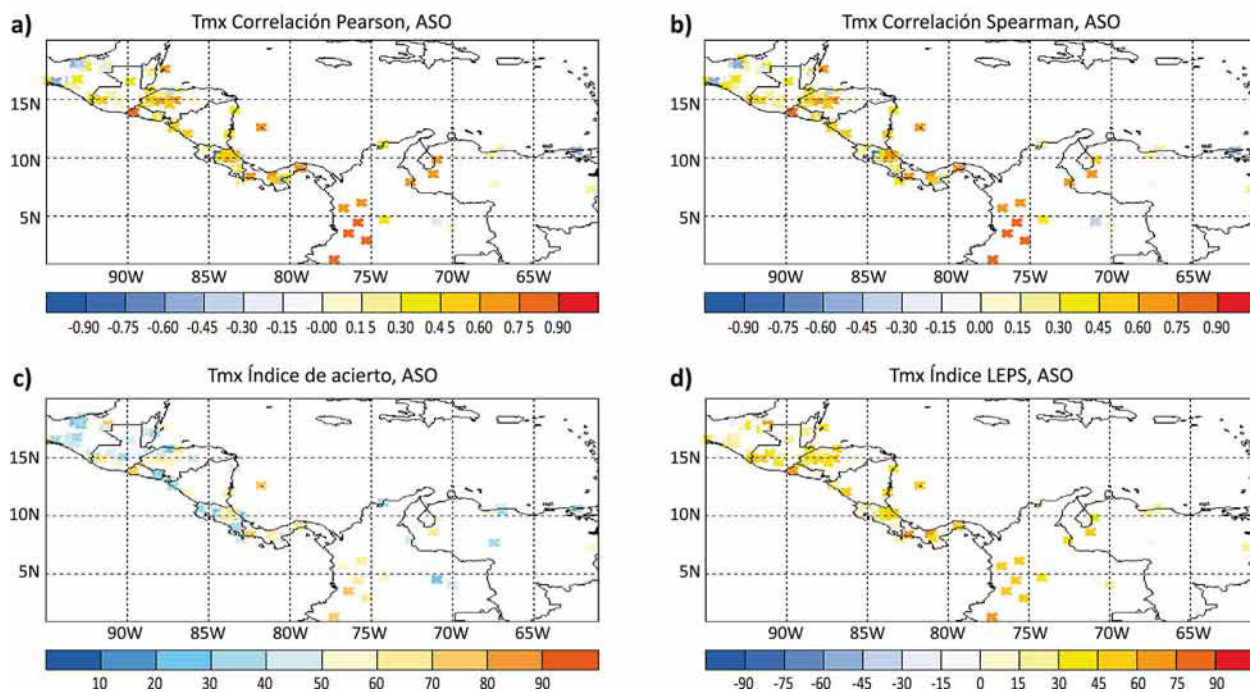 a) Tmx Correlación Pearson, ASO
15N
10N
5N
90W 85W 80W 75W 70W 65W
-0.90 -0.75 -0.60 -0.45 -0.30 -0.15 -0.00 0.15 0.30 0.45 0.60 0.75 0.90
b) Tmx Correlación Spearman, ASO
15N
10N
5N
90W 85W 80W 75W 70W 65W
-0.90 -0.75 -0.60 -0.45 -0.30 -0.15 0.00 0.15 0.30 0.45 0.60 0.75 0.90
c) Tmx Índice de acierto, ASO
15N
10N
5N
90W 85W 80W 75W 70W 65W
10 20 30 40 50 60 70 80 90
d) Tmx Índice LEPS, ASO
15N
10N
5N
90W 85W 80W 75W 70W 65W
-90 -75 -60 -45 -30 -15 0 15 30 45 60 75 90